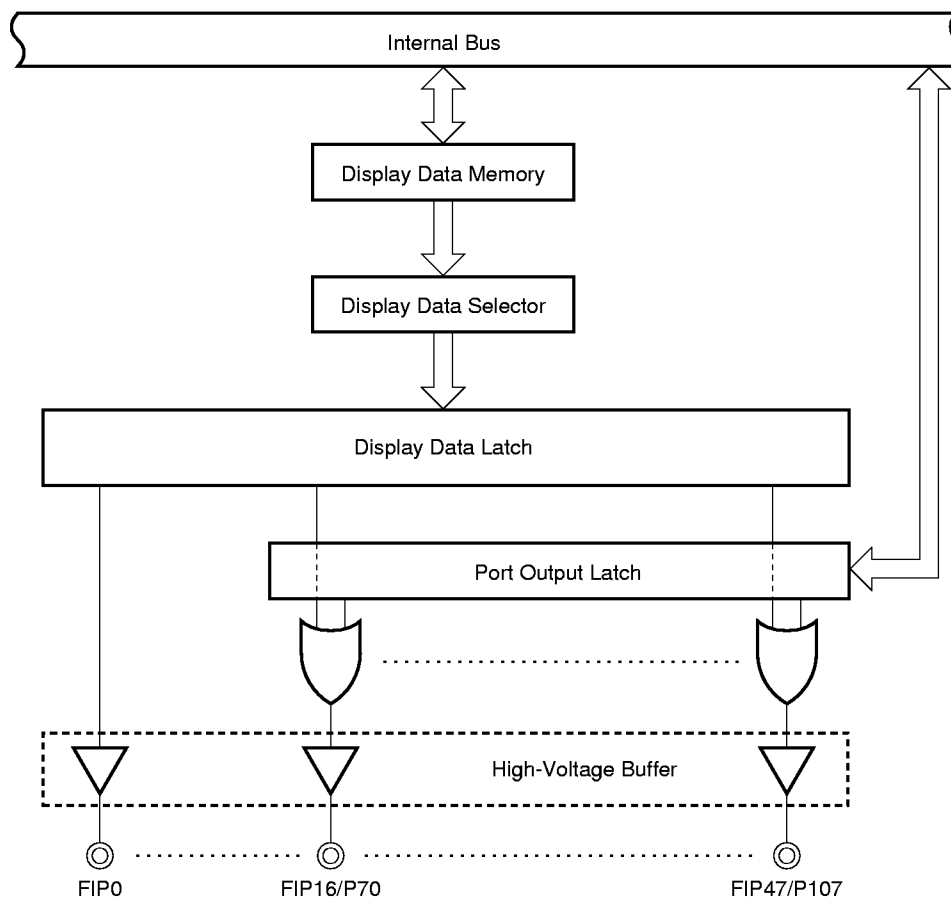 Internal Bus
Display Data Memory
Display Data Selector
Display Data Latch
Port Output Latch
High-Voltage Buffer
FIP0
FIP16/P70
FIP47/P107